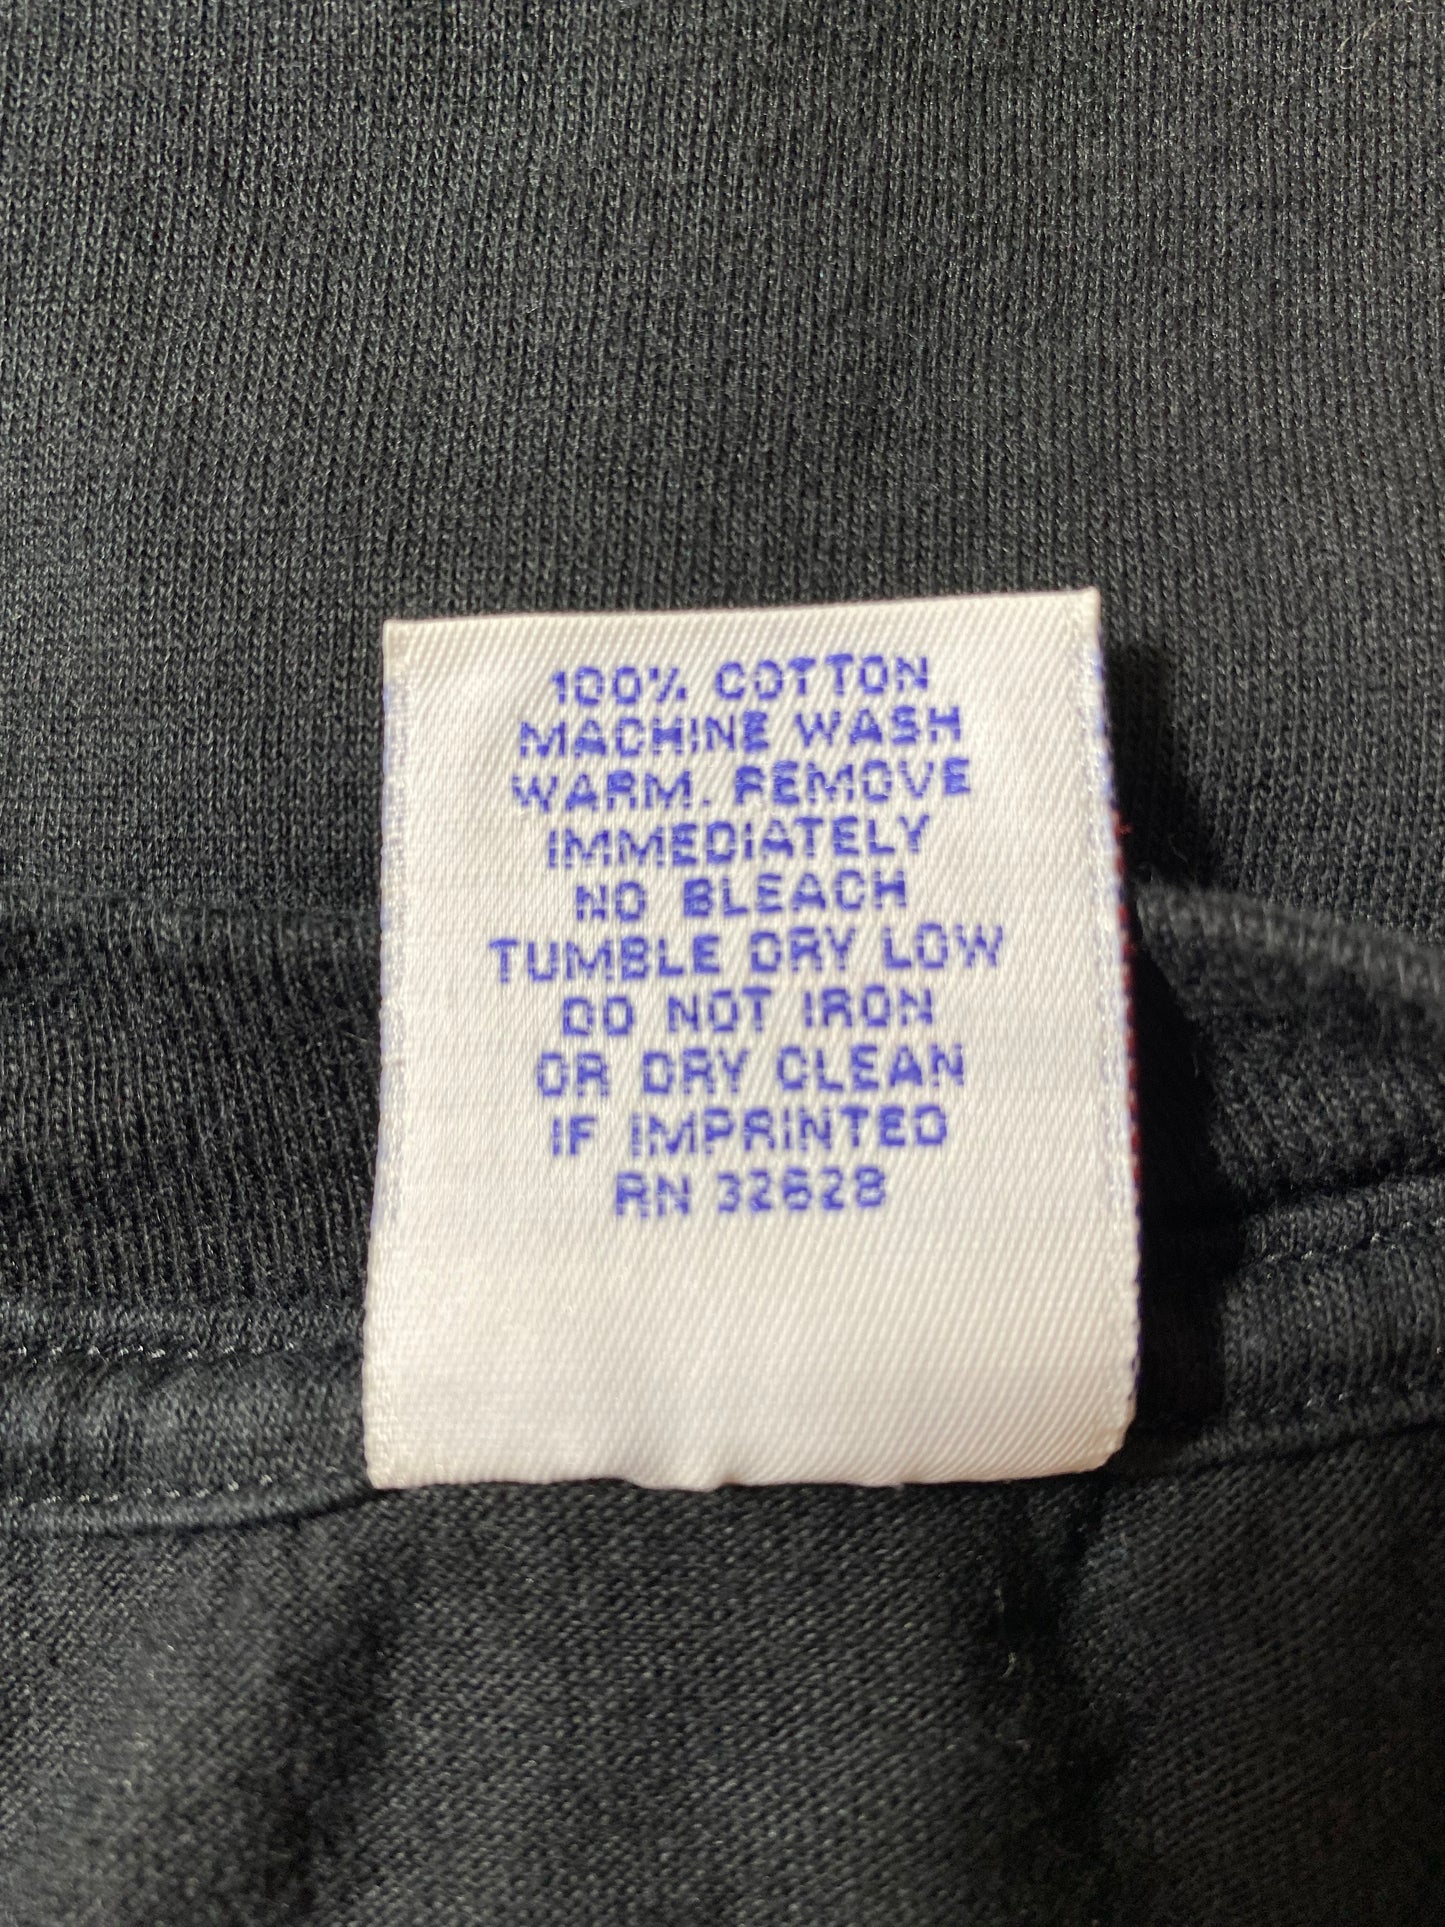 100% COTTON
MACHINE WASH
WARM. REMOVE
IMMEDIATELY
NO BLEACH
TUMBLE DRY LOW
DO NOT IRON
OR DRY CLEAN
IF IMPRINTED
RN 32628